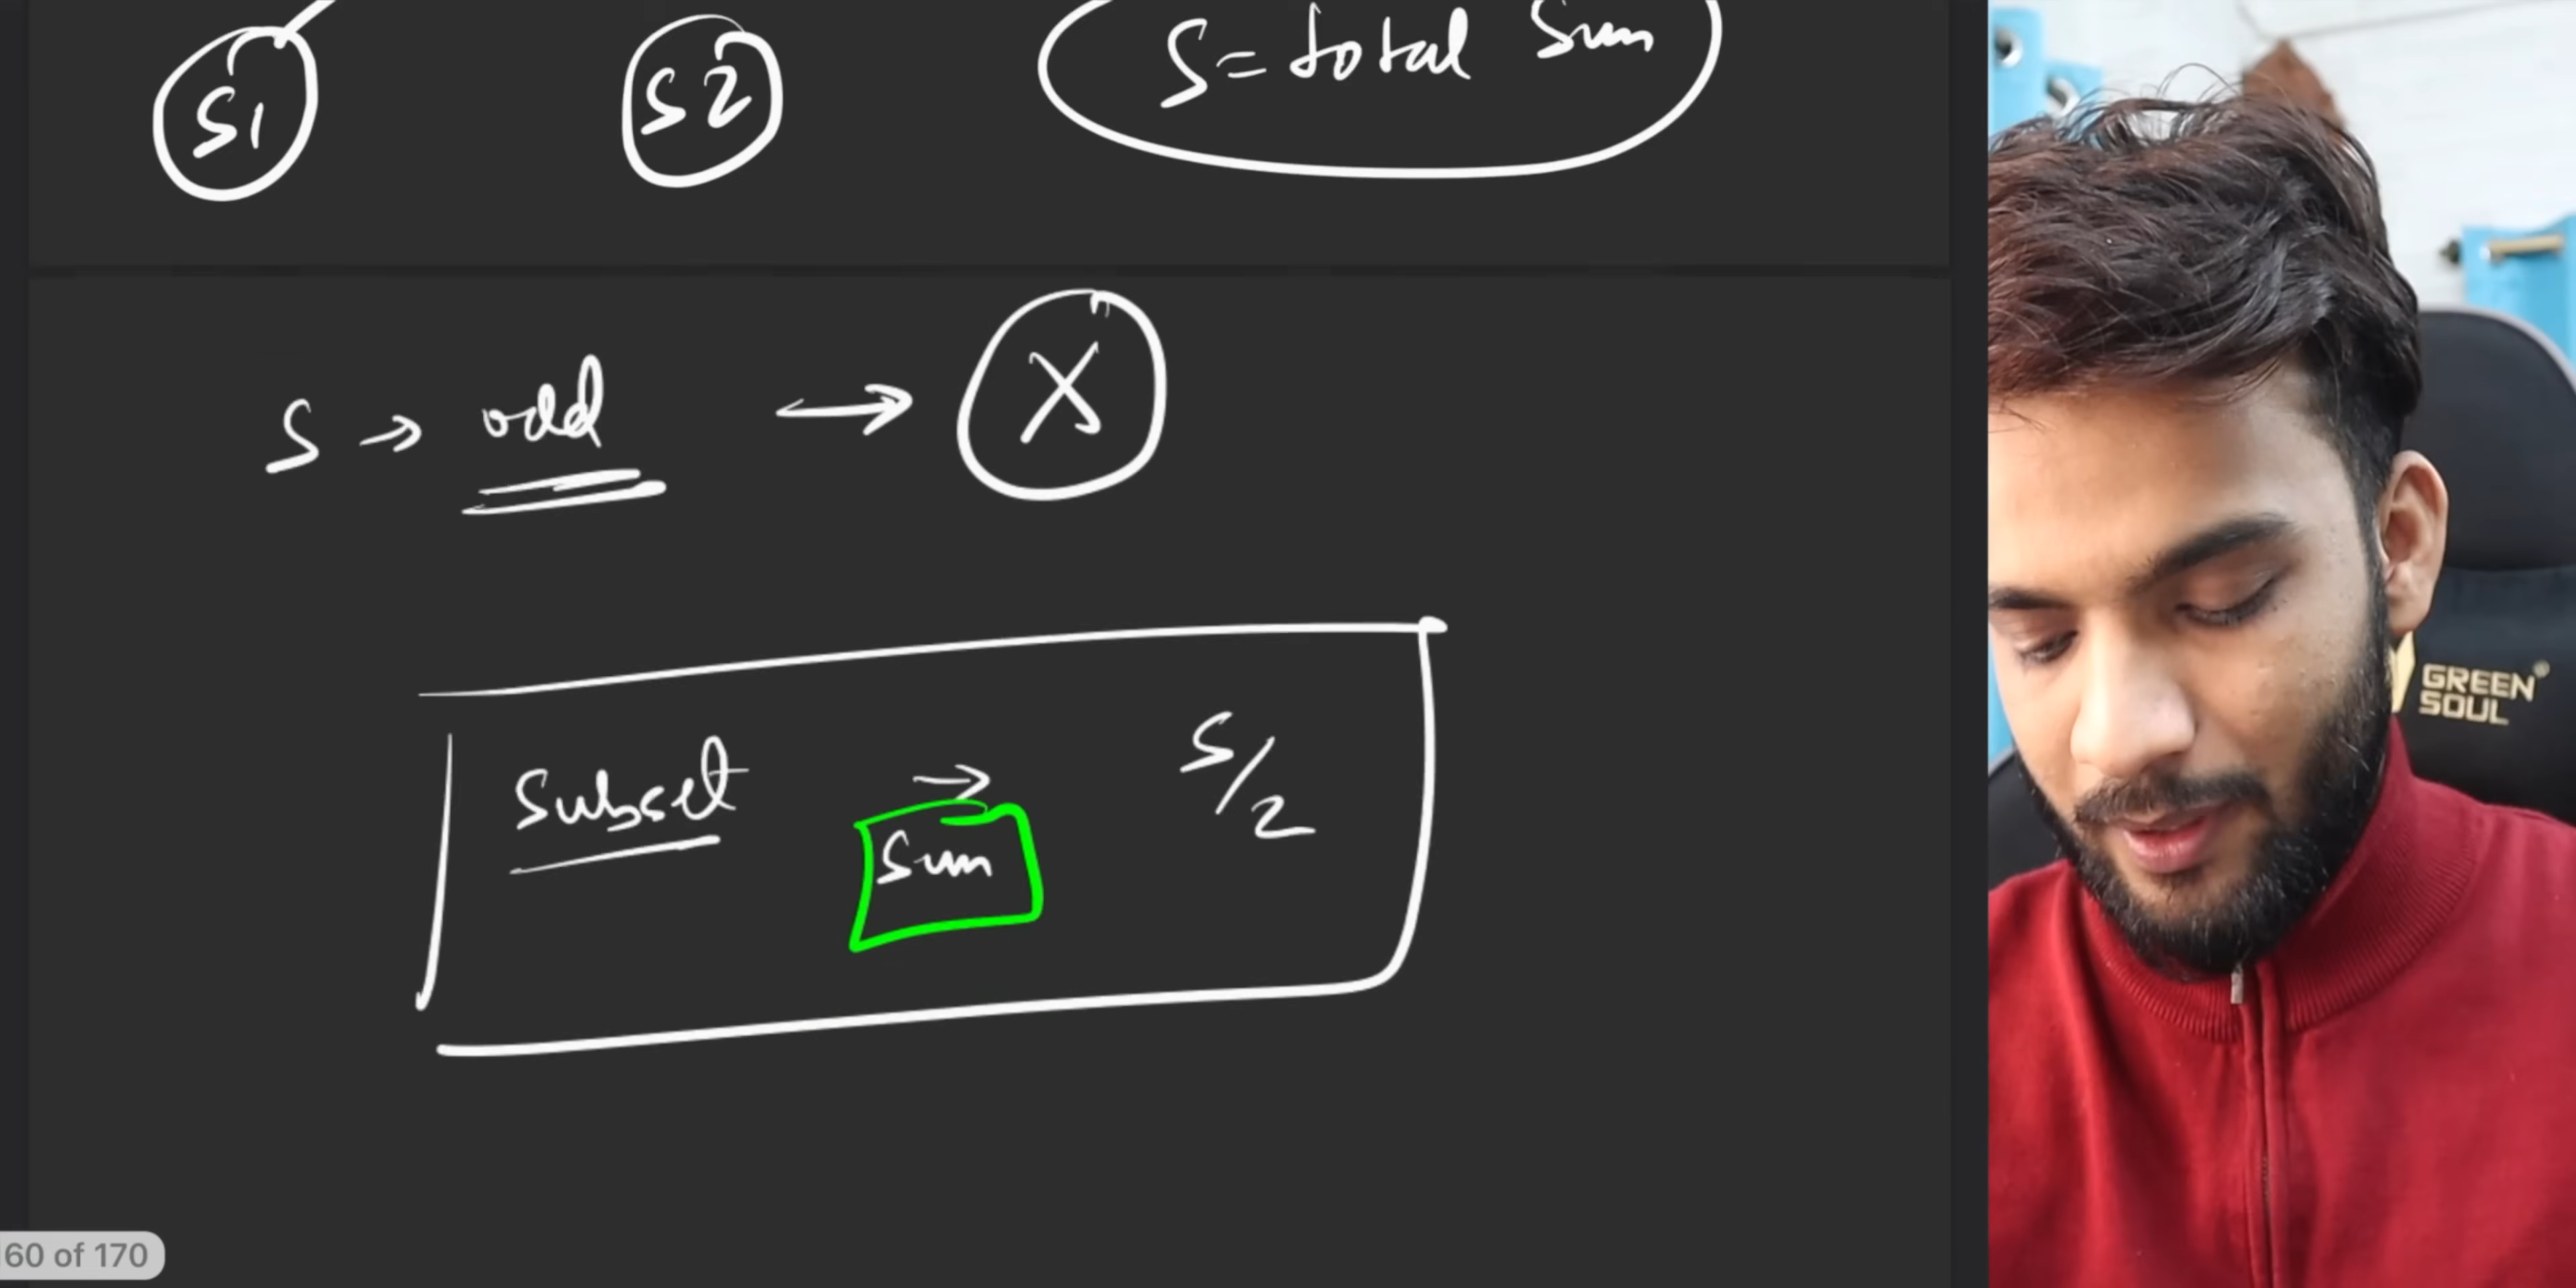 S1 S2 S = total Sum
S → odd → X
Subset → S/2
Sum
GREEN
SOUL
60 of 170